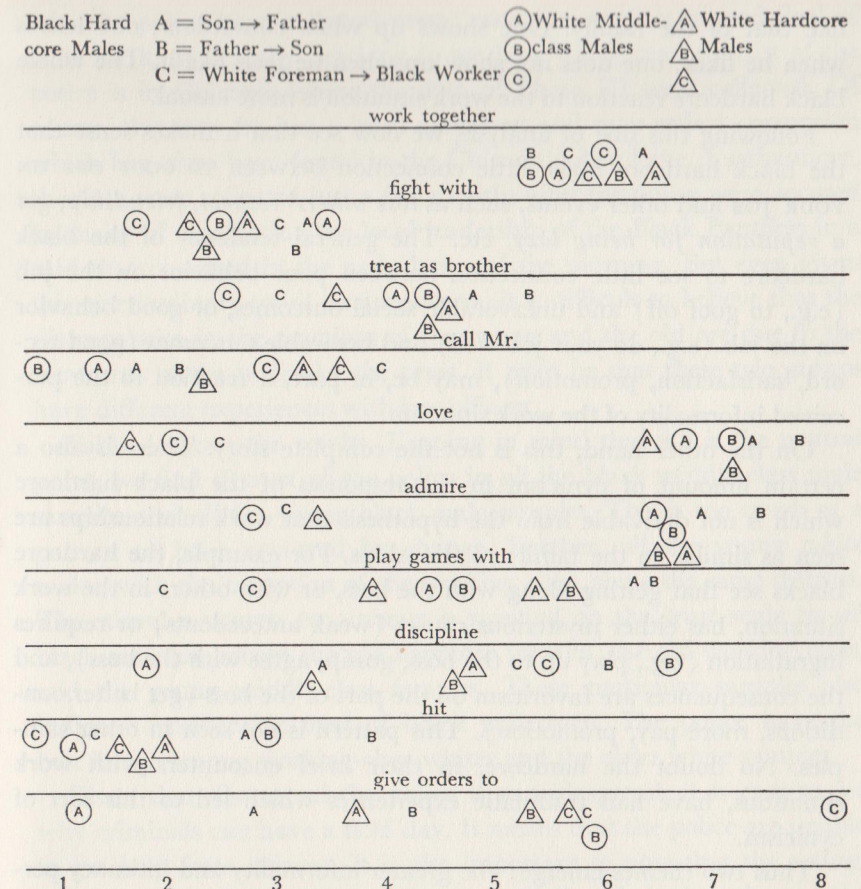 Black Hard A = Son → Father A White Middle- A White Hardcore
core Males B = Father → Son B class Males B Males
C = White Foreman → Black Worker C C
work together
B C C A
B A C B A
fight with
C C B A A A
B B
treat as brother
C C C A B A B
A
B call Mr.
B A A B C A C C
B
love
C C C A A B A B
B
admire
C C C A A B
B
play games with B A
C C C A B A B A B
discipline
A A A C C B B
C B
hit
C A C C A A B B
B
give orders to
A A A B B C C C
B
1 2 3 4 5 6 7 8